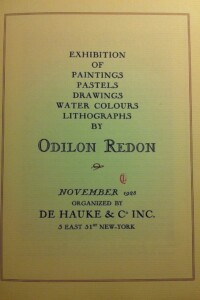 EXHIBITION
OF
PAINTINGS
PASTELS
DRAWINGS
WATER COLOURS
LITHOGRAPHS
BY
ODILON REDON
NOVEMBER 1928
ORGANIZED BY
DE HAUKE & Co INC.
3 EAST 51ST NEW-YORK